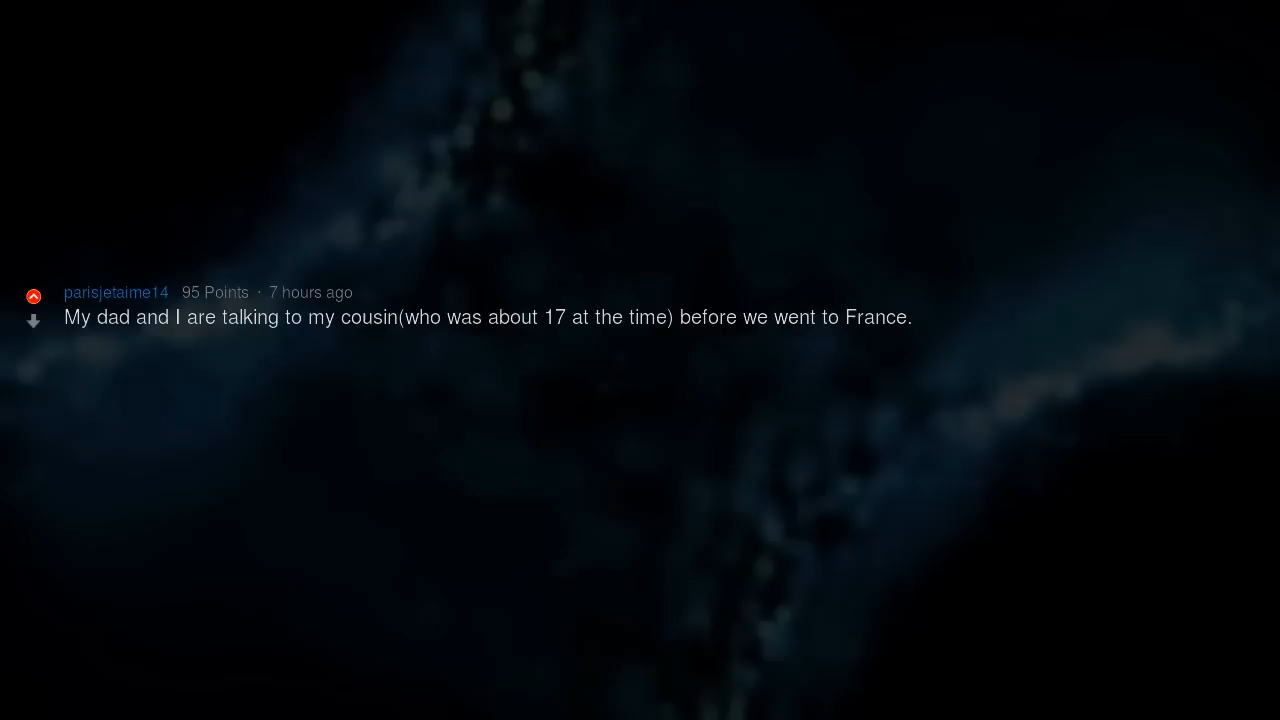 parisjetaime14 95 Points · 7 hours ago
My dad and I are talking to my cousin(who was about 17 at the time) before we went to France.